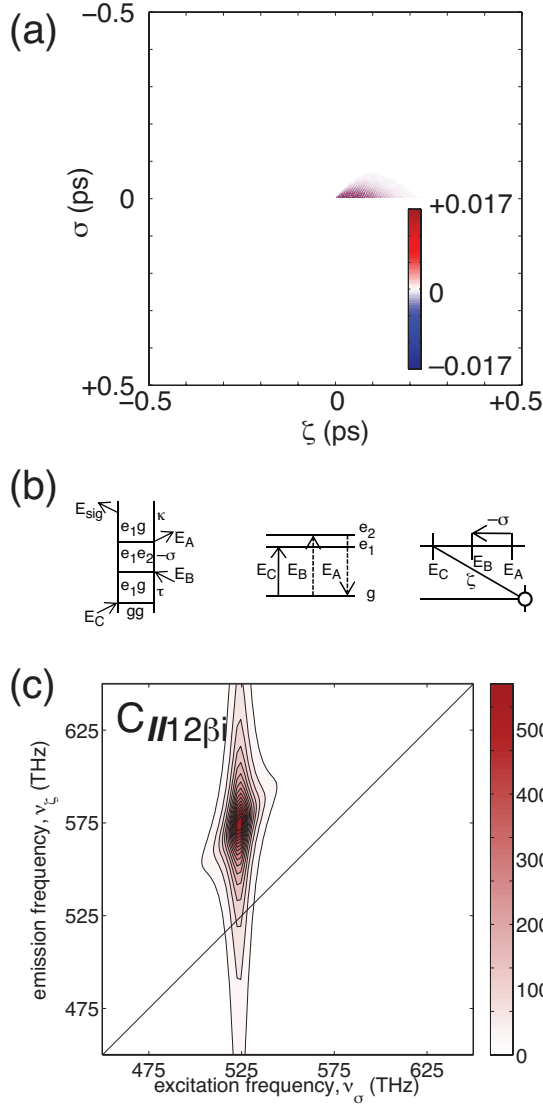 (a)
−0.5
0
+0.5
σ (ps)
+0.017
0
−0.017
−0.5
0
+0.5
ζ (ps)
(b)
E_sig
κ
e₁g
E_A
e₁e₂
−σ
E_B
e₁g
τ
E_C
gg
e₂
e₁
E_C
E_B
E_A
g
−σ
E_C
E_B
E_A
ζ
(c)
C_II12βi
625
575
525
475
emission frequency, ν_ζ (THz)
475
525
575
625
excitation frequency, ν_σ (THz)
500
400
300
200
100
0